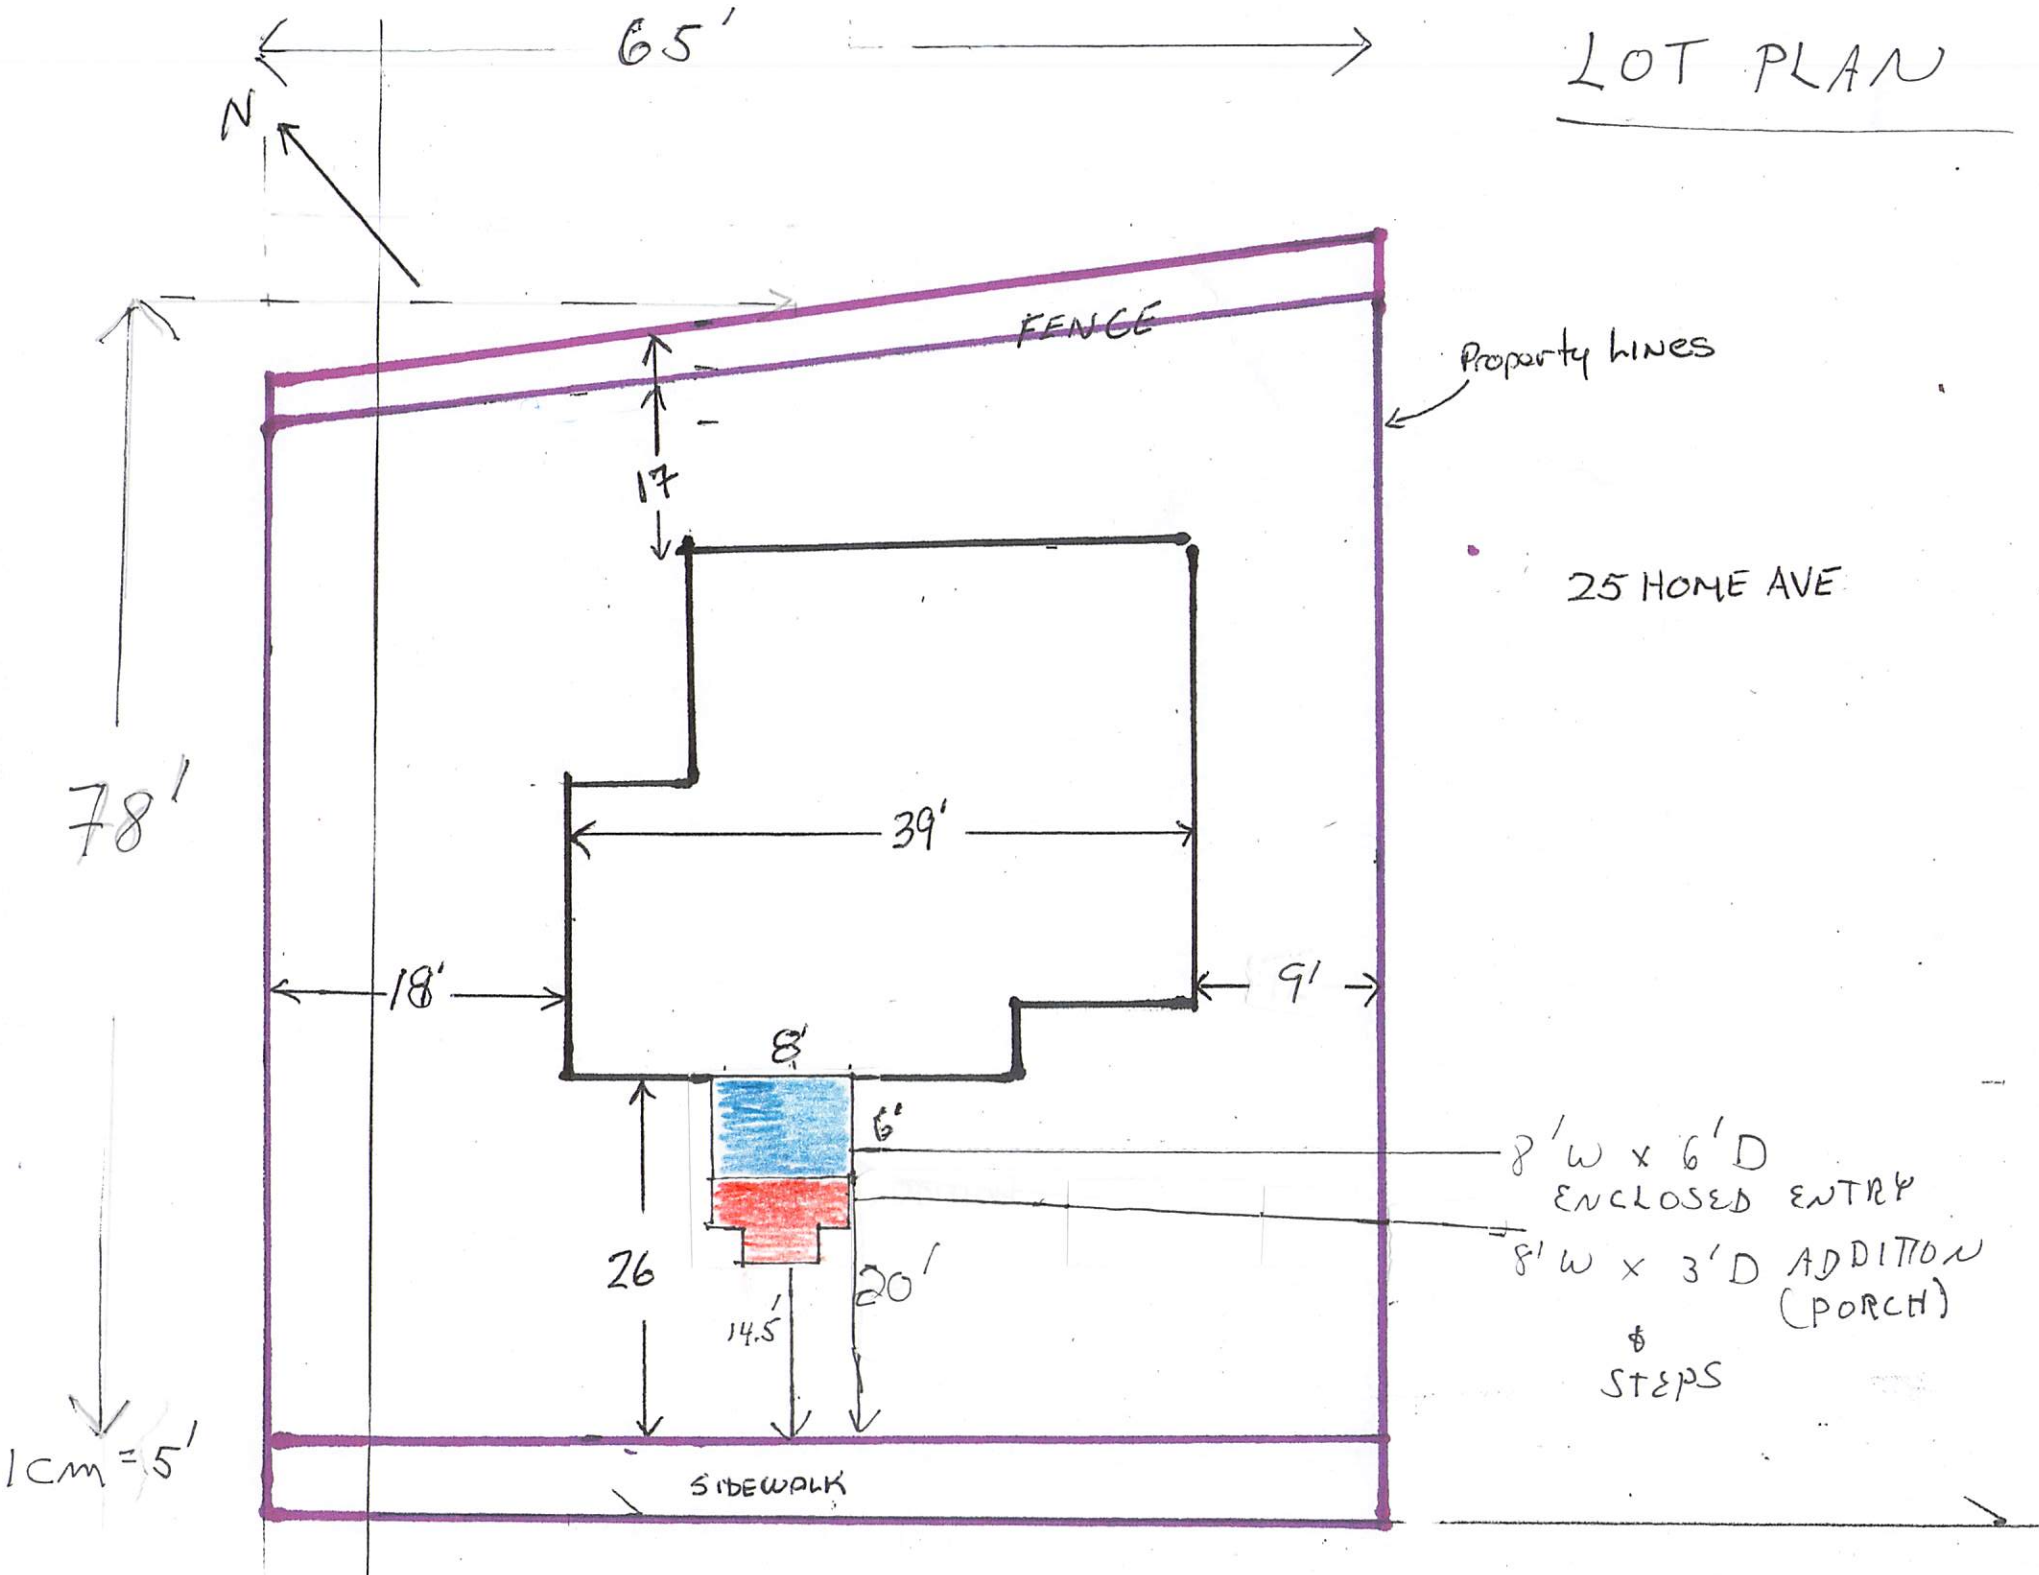 65'
LOT PLAN
N
FENCE
Property LINES
17
25 HOME AVE
78'
39'
18'
9'
8'
6'
8'W x 6'D
ENCLOSED ENTRY
26
20'
8'W x 3'D ADDITION
(PORCH)
14.5'
&
STEPS
1cm = 5'
SIDEWALK